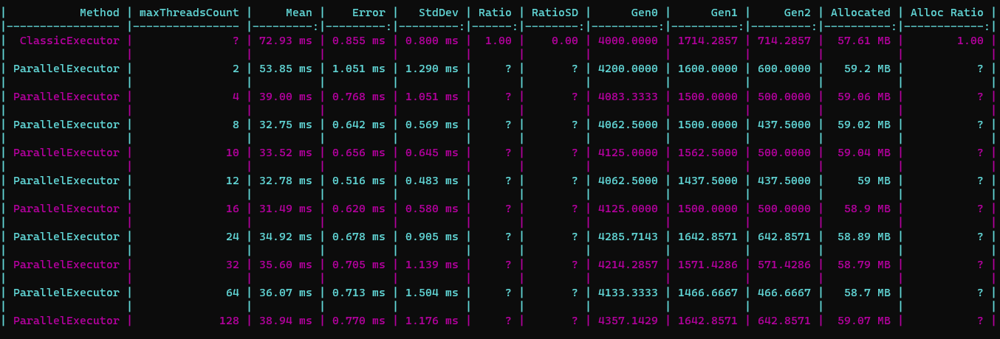 | Method | maxThreadsCount | Mean | Error | StdDev | Ratio | RatioSD | Gen0 | Gen1 | Gen2 | Allocated | Alloc Ratio |
|----------------- |---------------- |---------:|---------:|---------:|------:|--------:|----------:|----------:|---------:|----------:|------------:|
| ClassicExecutor | ? | 72.93 ms | 0.855 ms | 0.800 ms | 1.00 | 0.00 | 4000.0000 | 1714.2857 | 714.2857 | 57.61 MB | 1.00 |
| | | | | | | | | | | | |
| ParallelExecutor | 2 | 53.85 ms | 1.051 ms | 1.290 ms | ? | ? | 4200.0000 | 1600.0000 | 600.0000 | 59.2 MB | ? |
| | | | | | | | | | | | |
| ParallelExecutor | 4 | 39.00 ms | 0.768 ms | 1.051 ms | ? | ? | 4083.3333 | 1500.0000 | 500.0000 | 59.06 MB | ? |
| | | | | | | | | | | | |
| ParallelExecutor | 8 | 32.75 ms | 0.642 ms | 0.569 ms | ? | ? | 4062.5000 | 1500.0000 | 437.5000 | 59.02 MB | ? |
| | | | | | | | | | | | |
| ParallelExecutor | 10 | 33.52 ms | 0.656 ms | 0.645 ms | ? | ? | 4125.0000 | 1562.5000 | 500.0000 | 59.04 MB | ? |
| | | | | | | | | | | | |
| ParallelExecutor | 12 | 32.78 ms | 0.516 ms | 0.483 ms | ? | ? | 4062.5000 | 1437.5000 | 437.5000 | 59 MB | ? |
| | | | | | | | | | | | |
| ParallelExecutor | 16 | 31.49 ms | 0.620 ms | 0.580 ms | ? | ? | 4125.0000 | 1500.0000 | 500.0000 | 58.9 MB | ? |
| | | | | | | | | | | | |
| ParallelExecutor | 24 | 34.92 ms | 0.678 ms | 0.905 ms | ? | ? | 4285.7143 | 1642.8571 | 642.8571 | 58.89 MB | ? |
| | | | | | | | | | | | |
| ParallelExecutor | 32 | 35.60 ms | 0.705 ms | 1.139 ms | ? | ? | 4214.2857 | 1571.4286 | 571.4286 | 58.79 MB | ? |
| | | | | | | | | | | | |
| ParallelExecutor | 64 | 36.07 ms | 0.713 ms | 1.504 ms | ? | ? | 4133.3333 | 1466.6667 | 466.6667 | 58.7 MB | ? |
| | | | | | | | | | | | |
| ParallelExecutor | 128 | 38.94 ms | 0.770 ms | 1.176 ms | ? | ? | 4357.1429 | 1642.8571 | 642.8571 | 59.07 MB | ? |